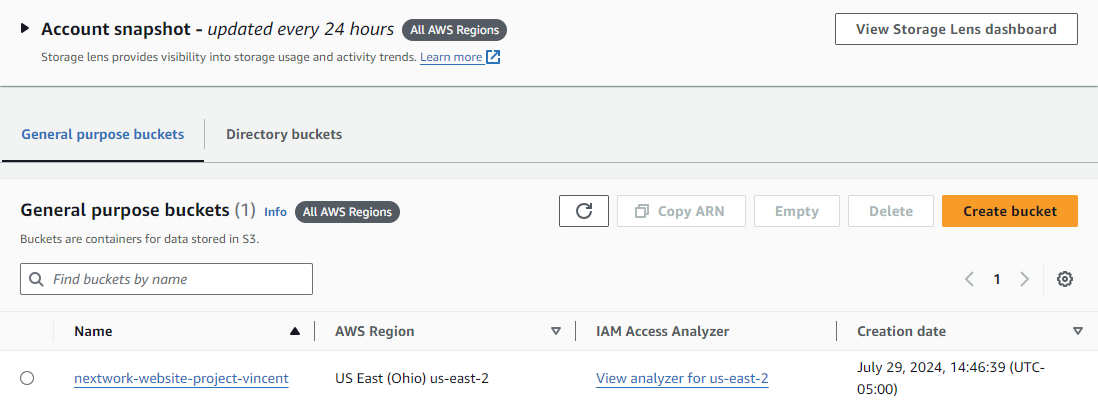 Account snapshot - updated every 24 hours All AWS Regions
View Storage Lens dashboard
Storage lens provides visibility into storage usage and activity trends. Learn more
General purpose buckets
Directory buckets
General purpose buckets (1) Info All AWS Regions
Copy ARN
Empty
Delete
Create bucket
Buckets are containers for data stored in S3.
Find buckets by name
1
Name
AWS Region
IAM Access Analyzer
Creation date
nextwork-website-project-vincent
US East (Ohio) us-east-2
View analyzer for us-east-2
July 29, 2024, 14:46:39 (UTC-
05:00)